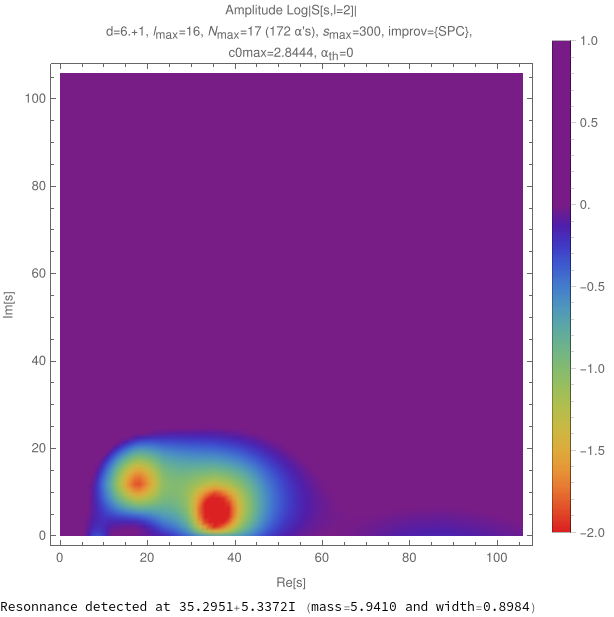 Amplitude Log|S[s,l=2]|
d=6.+1, lmax=16, Nmax=17 (172 α's), smax=300, improv={SPC},
c0max=2.8444, αth=0
1.0
0.5
0.
−0.5
−1.0
−1.5
−2.0
100
80
60
40
20
0
Im[s]
0 20 40 60 80 100
Re[s]
Resonnance detected at 35.2951+5.3372I (mass=5.9410 and width=0.8984)